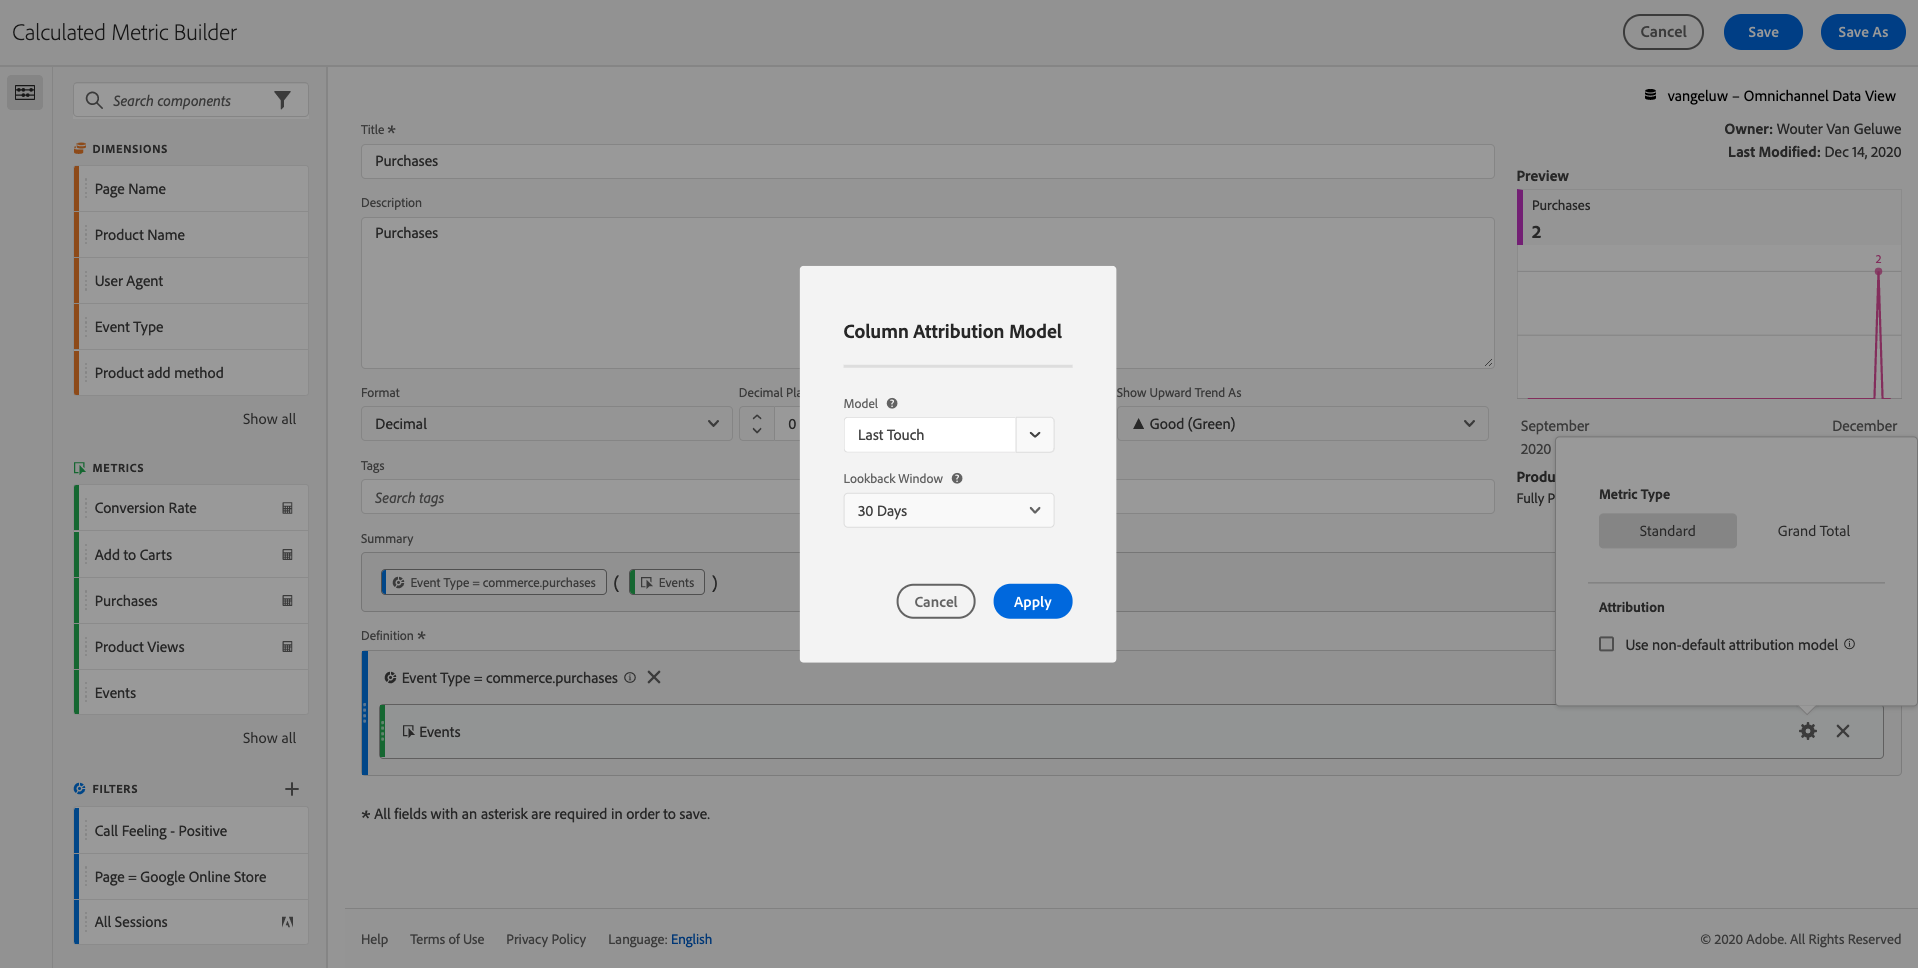 Calculated Metric Builder
Cancel
Save
Save As
Search components
vangeluw – Omnichannel Data View
Owner: Wouter Van Geluwe
Last Modified: Dec 14, 2020
DIMENSIONS
Page Name
Product Name
User Agent
Event Type
Product add method
Show all
METRICS
Conversion Rate
Add to Carts
Purchases
Product Views
Events
Show all
FILTERS
Call Feeling - Positive
Page = Google Online Store
All Sessions
Title *
Purchases
Description
Purchases
Format
Decimal
Decimal Pla
0
Show Upward Trend As
▲ Good (Green)
Tags
Search tags
Summary
Event Type = commerce.purchases ( Events )
Definition *
Event Type = commerce.purchases
Events
* All fields with an asterisk are required in order to save.
Preview
Purchases
2
2
September
2020
December
Produ
Fully P
Metric Type
Standard
Grand Total
Attribution
Use non-default attribution model
Column Attribution Model
Model
Last Touch
Lookback Window
30 Days
Cancel
Apply
Help
Terms of Use
Privacy Policy
Language: English
© 2020 Adobe. All Rights Reserved